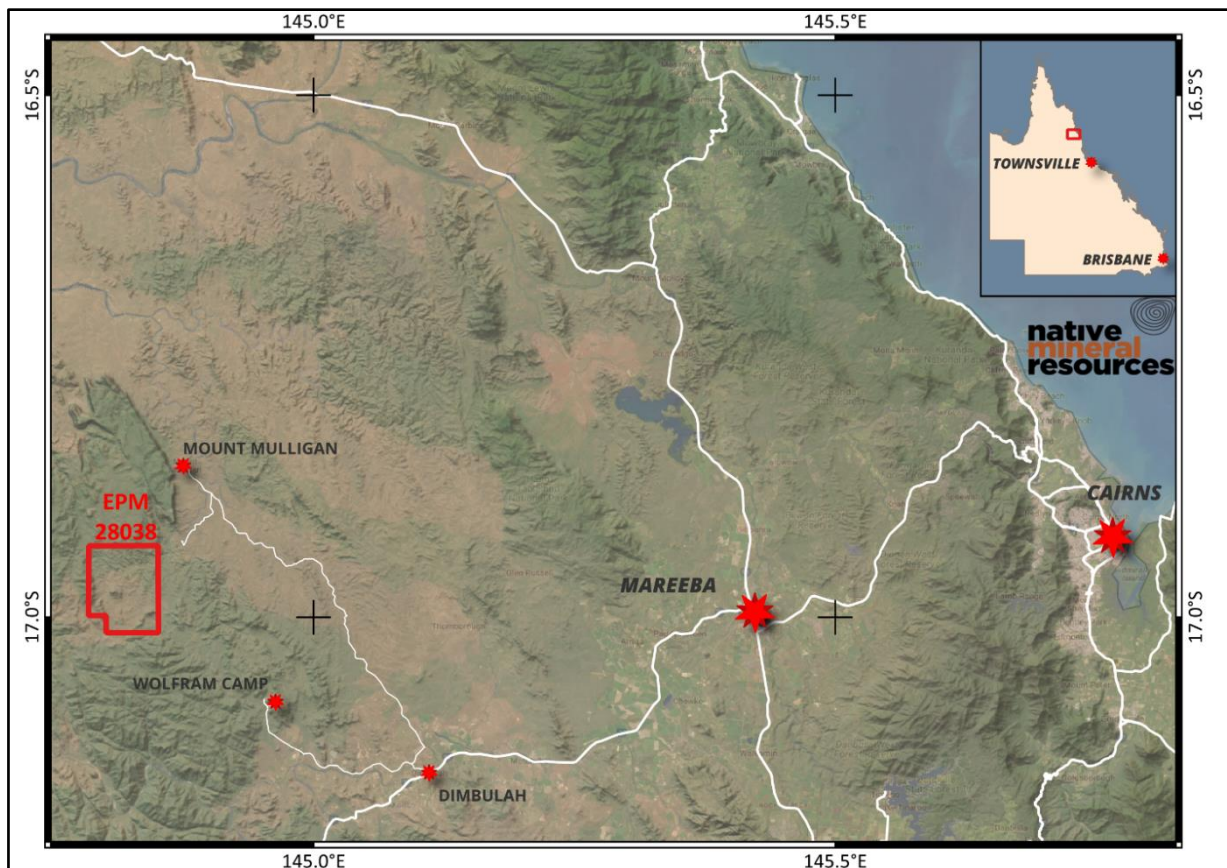 145.0°E
145.5°E
16.5°S
16.5°S
TOWNSVILLE
BRISBANE
native
mineral
resources
MOUNT MULLIGAN
EPM
28038
CAIRNS
MAREEBA
17.0°S
17.0°S
WOLFRAM CAMP
DIMBULAH
145.0°E
145.5°E